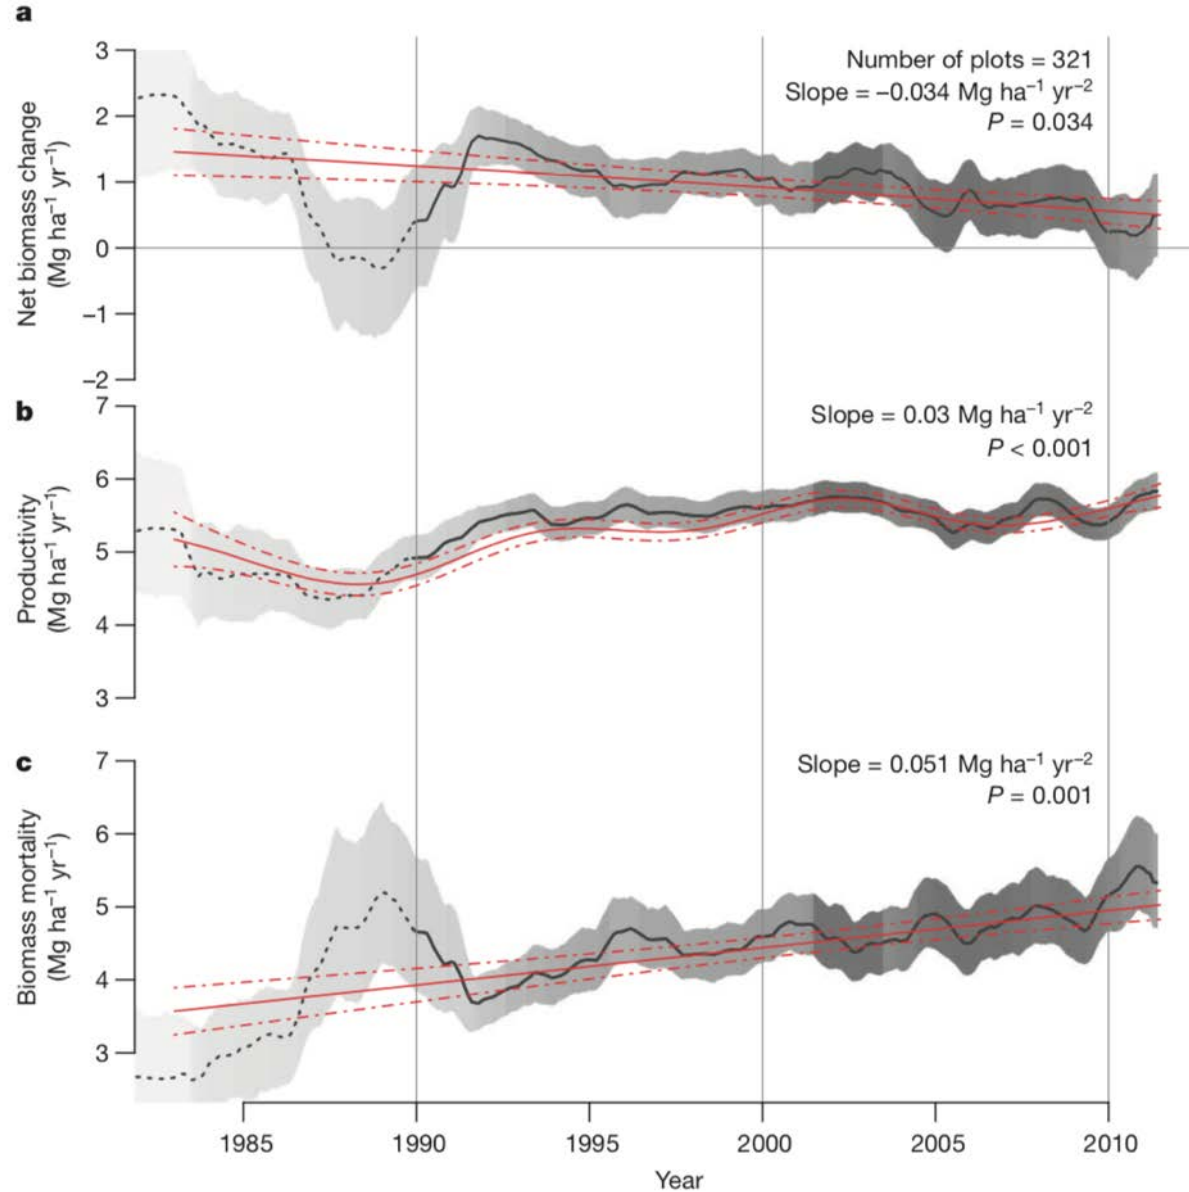 a
Net biomass change
(Mg ha⁻¹ yr⁻¹)
3
2
1
0
–1
–2
Number of plots = 321
Slope = –0.034 Mg ha⁻¹ yr⁻²
P = 0.034
b
Productivity
(Mg ha⁻¹ yr⁻¹)
7
6
5
4
3
Slope = 0.03 Mg ha⁻¹ yr⁻²
P < 0.001
c
Biomass mortality
(Mg ha⁻¹ yr⁻¹)
7
6
5
4
3
Slope = 0.051 Mg ha⁻¹ yr⁻²
P = 0.001
1985 1990 1995 2000 2005 2010
Year